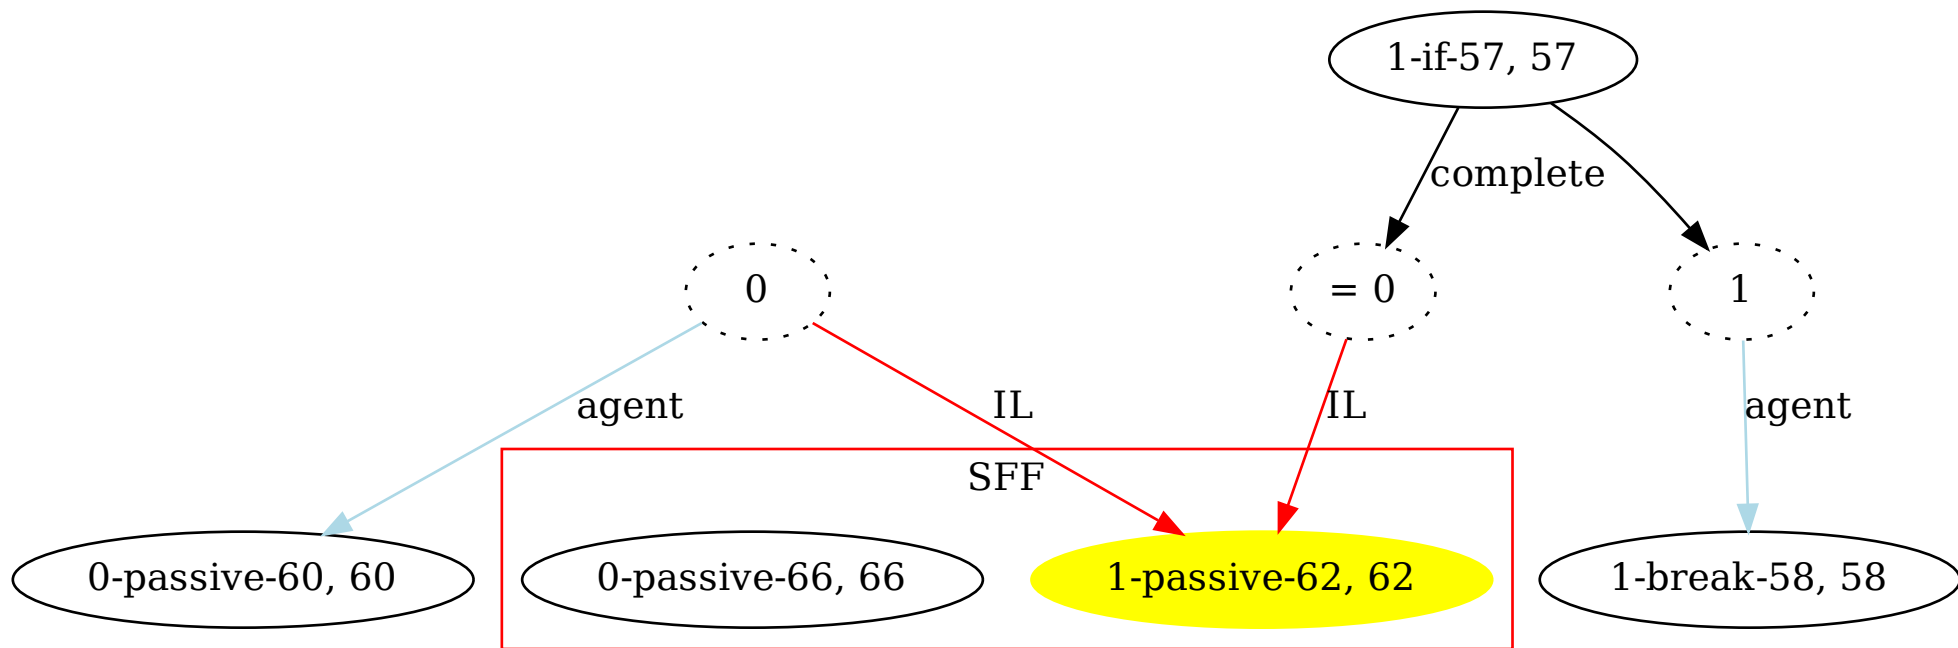 1-if-57, 57
complete
0
= 0
1
agent
IL
IL
agent
SFF
0-passive-60, 60
0-passive-66, 66
1-passive-62, 62
1-break-58, 58